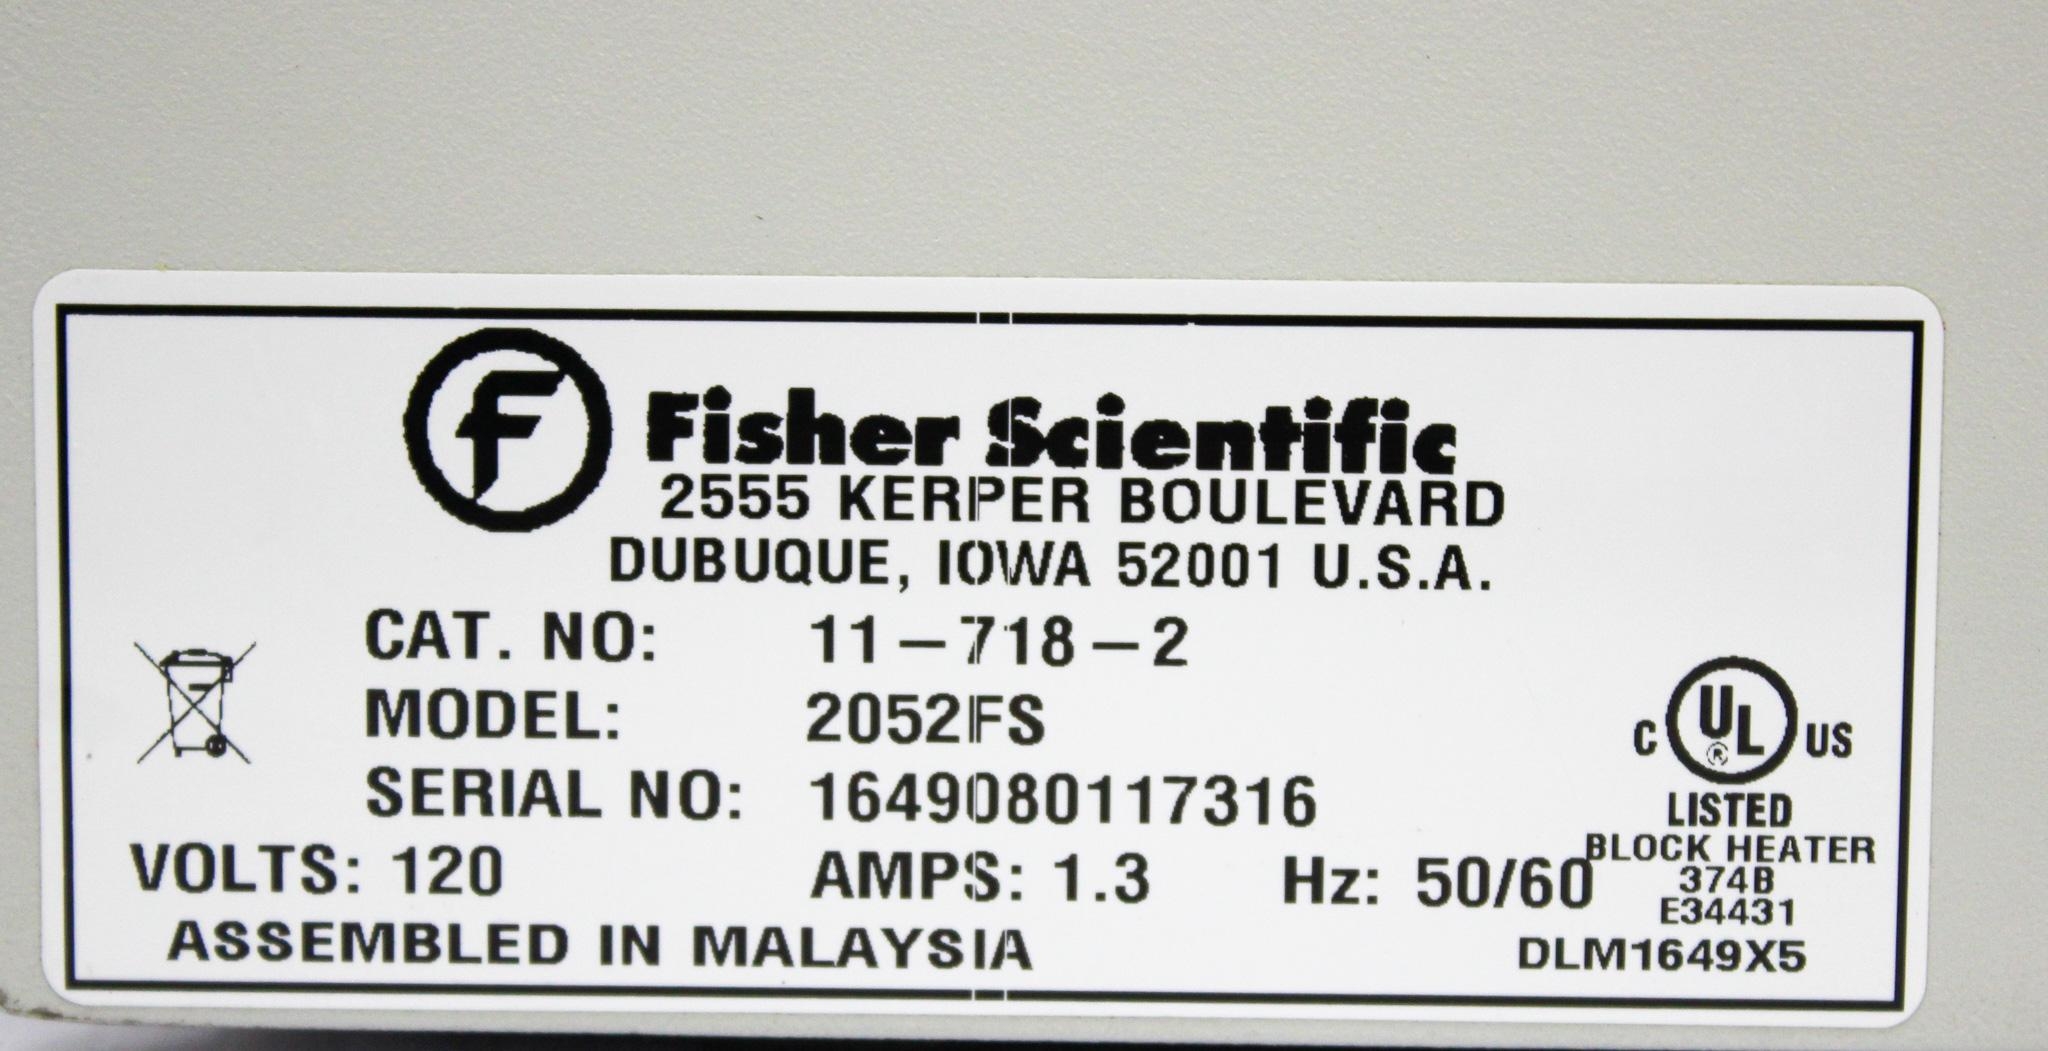 F Fisher Scientific
2555 KERPER BOULEVARD
DUBUQUE, IOWA 52001 U.S.A.
CAT. NO: 11-718-2
MODEL: 2052FS
SERIAL NO: 1649080117316
VOLTS: 120 AMPS: 1.3 Hz: 50/60
ASSEMBLED IN MALAYSIA
C UL® US
LISTED
BLOCK HEATER
374B
E34431
DLM1649X5